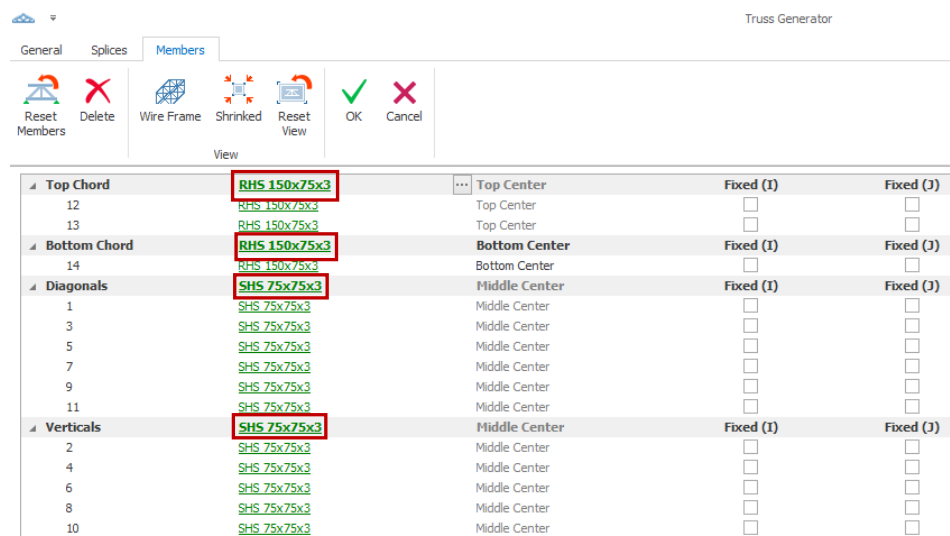 Truss Generator
General Splices Members
Reset Members Delete Wire Frame Shrinked Reset View OK Cancel
View
Top Chord RHS 150x75x3 ... Top Center Fixed (I) Fixed (J)
12 RHS 150x75x3 Top Center
13 RHS 150x75x3 Top Center
Bottom Chord RHS 150x75x3 Bottom Center Fixed (I) Fixed (J)
14 RHS 150x75x3 Bottom Center
Diagonals SHS 75x75x3 Middle Center Fixed (I) Fixed (J)
1 SHS 75x75x3 Middle Center
3 SHS 75x75x3 Middle Center
5 SHS 75x75x3 Middle Center
7 SHS 75x75x3 Middle Center
9 SHS 75x75x3 Middle Center
11 SHS 75x75x3 Middle Center
Verticals SHS 75x75x3 Middle Center Fixed (I) Fixed (J)
2 SHS 75x75x3 Middle Center
4 SHS 75x75x3 Middle Center
6 SHS 75x75x3 Middle Center
8 SHS 75x75x3 Middle Center
10 SHS 75x75x3 Middle Center